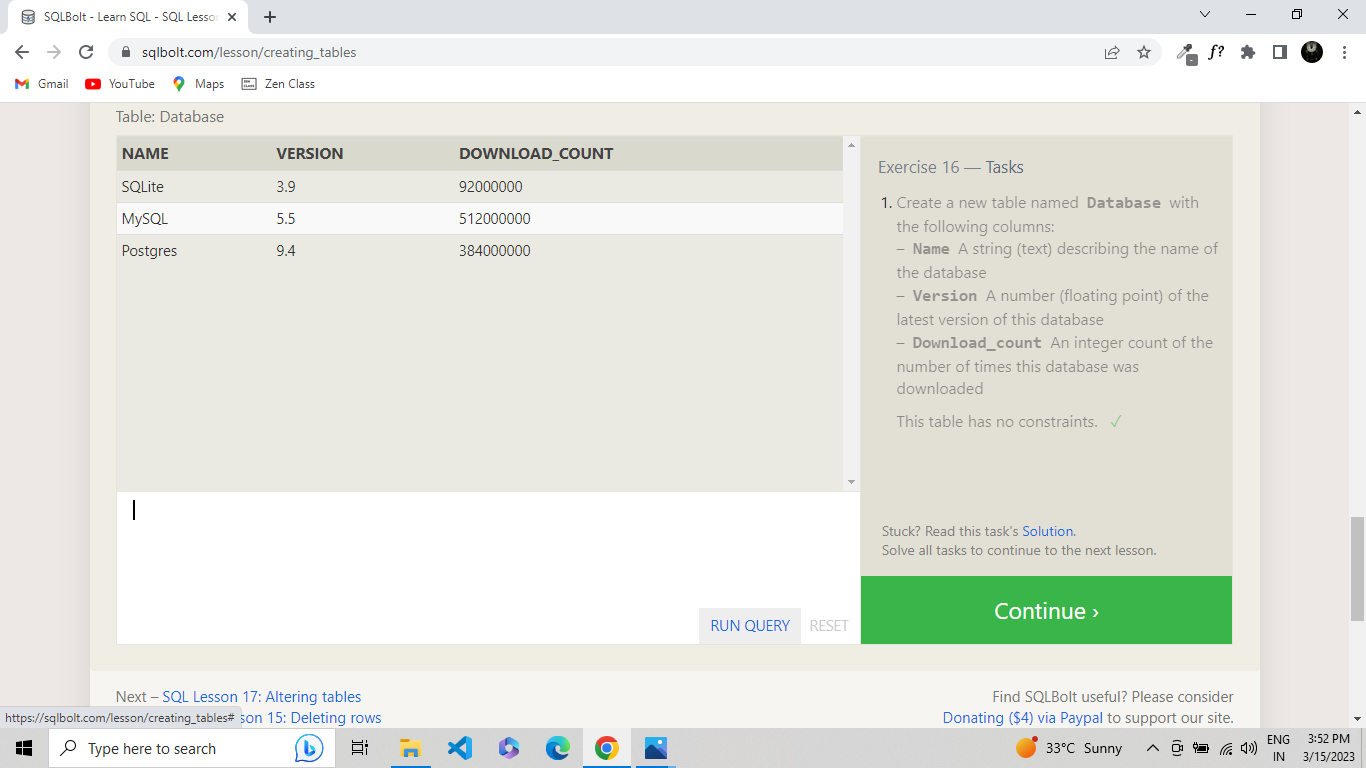 SQLBolt - Learn SQL - SQL Lesson
sqlbolt.com/lesson/creating_tables
f?
Gmail
YouTube
Maps
Zen Class
Table: Database
NAME VERSION DOWNLOAD_COUNT
SQLite 3.9 92000000
MySQL 5.5 512000000
Postgres 9.4 384000000
Exercise 16 — Tasks
1. Create a new table named Database with
the following columns:
– Name A string (text) describing the name of
the database
– Version A number (floating point) of the
latest version of this database
– Download_count An integer count of the
number of times this database was
downloaded
This table has no constraints. ✓
Stuck? Read this task's Solution.
Solve all tasks to continue to the next lesson.
RUN QUERY RESET
Continue ›
Next – SQL Lesson 17: Altering tables
Find SQLBolt useful? Please consider
https://sqlbolt.com/lesson/creating_tables#
son 15: Deleting rows
Donating ($4) via Paypal to support our site.
Type here to search
33°C Sunny
ENG
IN
3:52 PM
3/15/2023